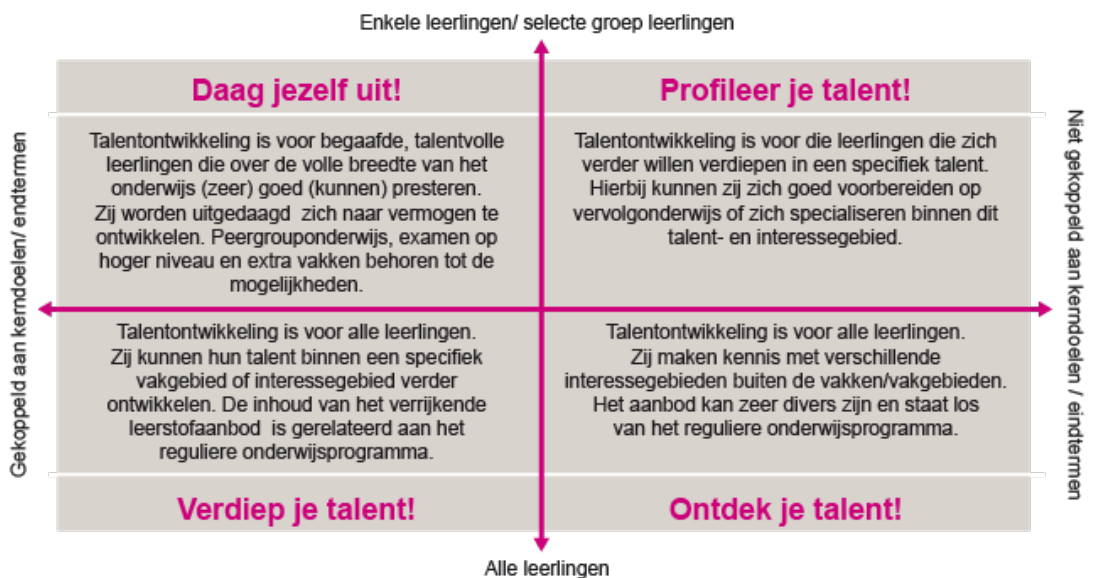 Enkele leerlingen/ selecte groep leerlingen
Daag jezelf uit!
Talentontwikkeling is voor begaafde, talentvolle
leerlingen die over de volle breedte van het
onderwijs (zeer) goed (kunnen) presteren.
Zij worden uitgedaagd zich naar vermogen te
ontwikkelen. Peergrouponderwijs, examen op
hoger niveau en extra vakken behoren tot de
mogelijkheden.
Profileer je talent!
Talentontwikkeling is voor die leerlingen die zich
verder willen verdiepen in een specifiek talent.
Hierbij kunnen zij zich goed voorbereiden op
vervolgonderwijs of zich specialiseren binnen dit
talent- en interessegebied.
Gekoppeld aan kerndoelen/ endtermen
Niet gekoppeld aan kerndoelen / eindtermen
Talentontwikkeling is voor alle leerlingen.
Zij kunnen hun talent binnen een specifiek
vakgebied of interessegebied verder
ontwikkelen. De inhoud van het verrijkende
leerstofaanbod is gerelateerd aan het
reguliere onderwijsprogramma.
Verdiep je talent!
Talentontwikkeling is voor alle leerlingen.
Zij maken kennis met verschillende
interessegebieden buiten de vakken/vakgebieden.
Het aanbod kan zeer divers zijn en staat los
van het reguliere onderwijsprogramma.
Ontdek je talent!
Alle leerlingen